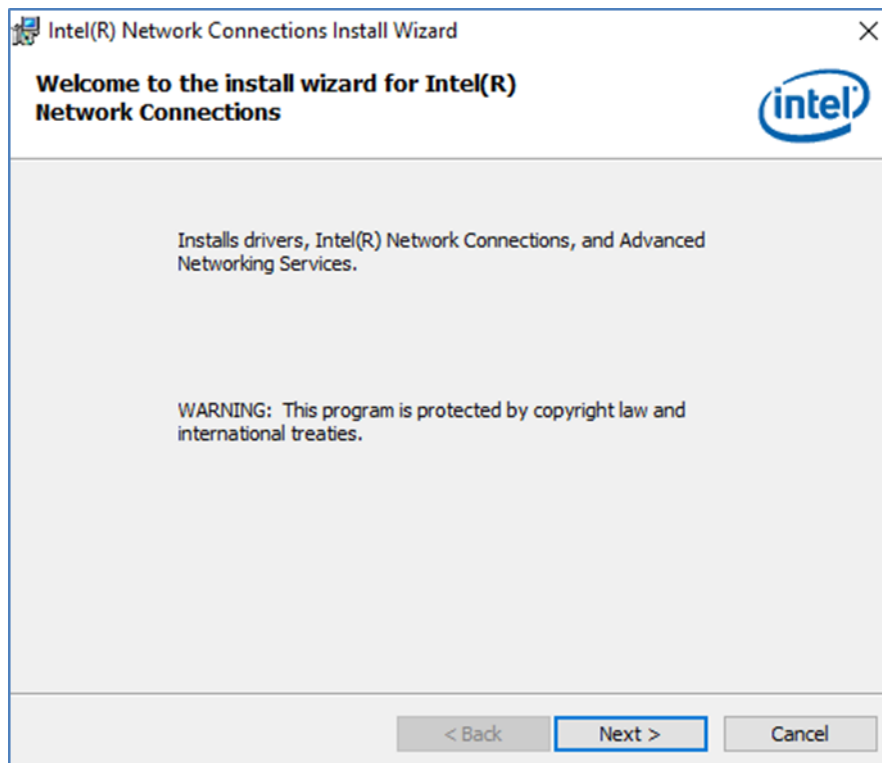 Intel(R) Network Connections Install Wizard
Welcome to the install wizard for Intel(R)
Network Connections
intel
Installs drivers, Intel(R) Network Connections, and Advanced
Networking Services.
WARNING:  This program is protected by copyright law and
international treaties.
< Back
Next >
Cancel